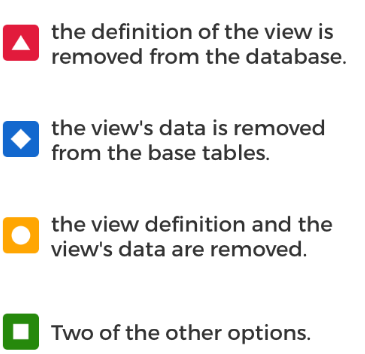 the definition of the view is
removed from the database.
the view's data is removed
from the base tables.
the view definition and the
view's data are removed.
Two of the other options.